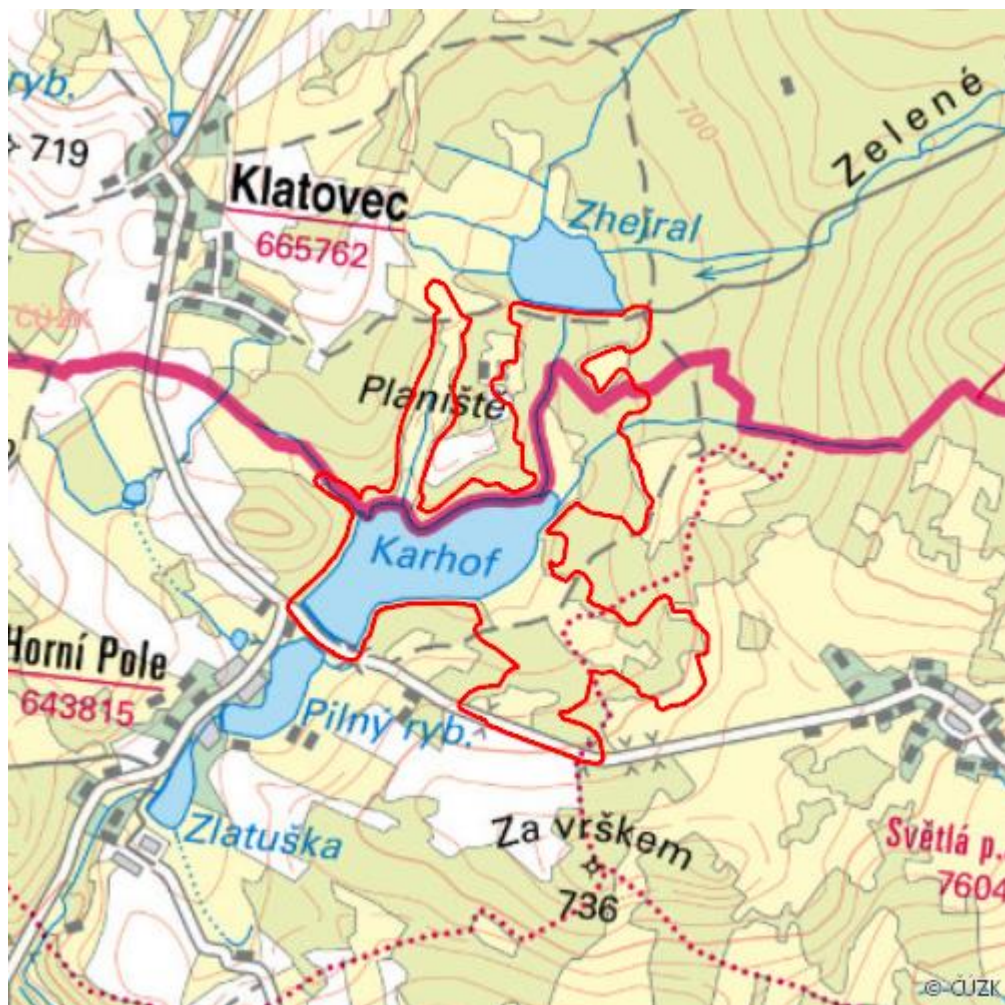 ryb.
719
Klatovec
665762
Zhejral
700
Zelené
ČÚZK
Planiště
Karhof
Horní Pole
643815
Pilný ryb.
Zlatuška
Za vrškem
736
Světlá p.
7604
© ČÚZK